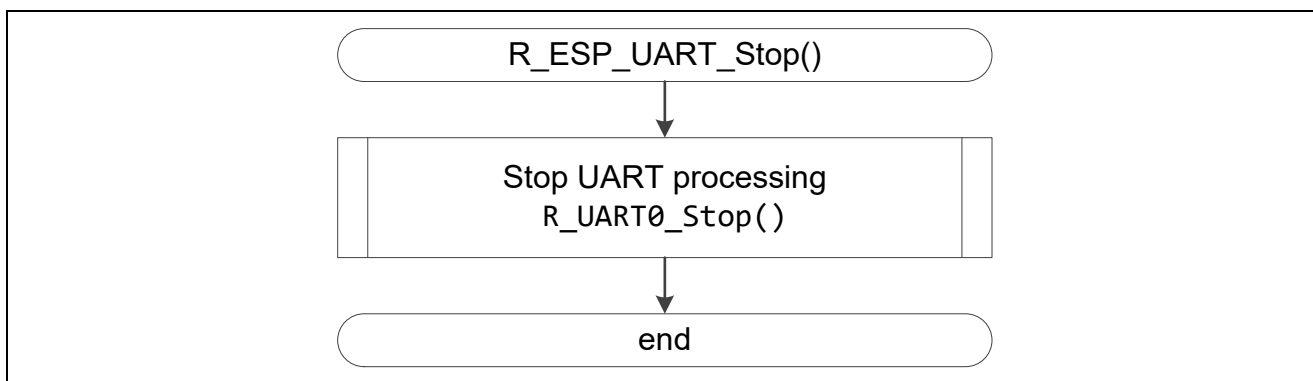 R_ESP_UART_Stop()
Stop UART processing
R_UART0_Stop()
end